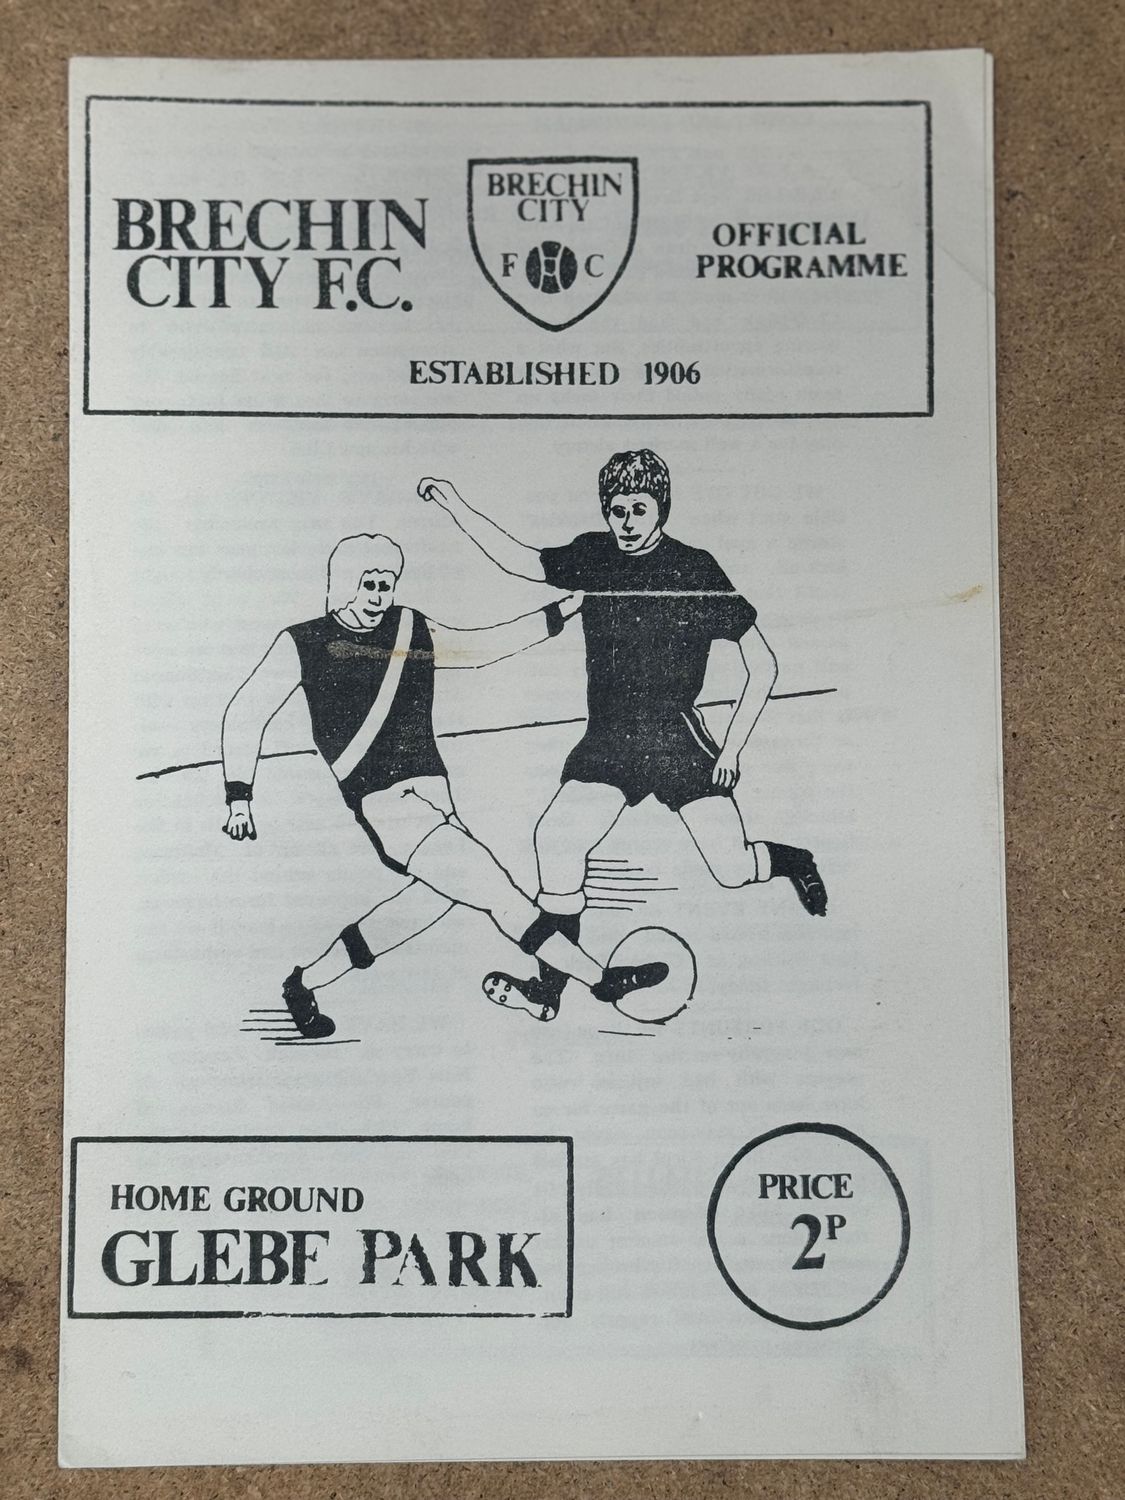 BRECHIN
CITY F.C.
BRECHIN
CITY
F C
OFFICIAL
PROGRAMME
ESTABLISHED 1906
HOME GROUND
GLEBE PARK
PRICE
2P